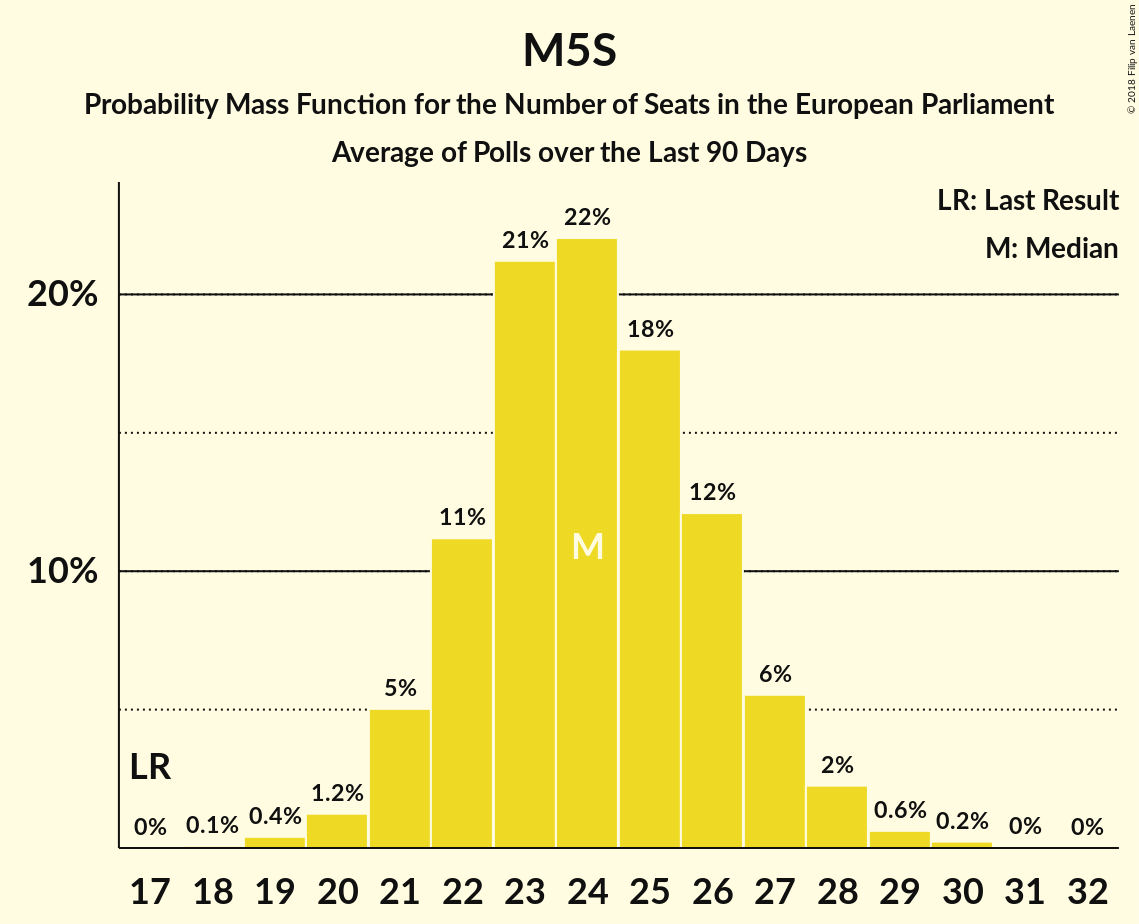 M5S
Probability Mass Function for the Number of Seats in the European Parliament
Average of Polls over the Last 90 Days
© 2018 Filip van Laenen
LR: Last Result
M: Median
20%
10%
0%
0.1%
0.4%
1.2%
5%
11%
21%
22%
18%
12%
6%
2%
0.6%
0.2%
0%
0%
LR
M
17 18 19 20 21 22 23 24 25 26 27 28 29 30 31 32